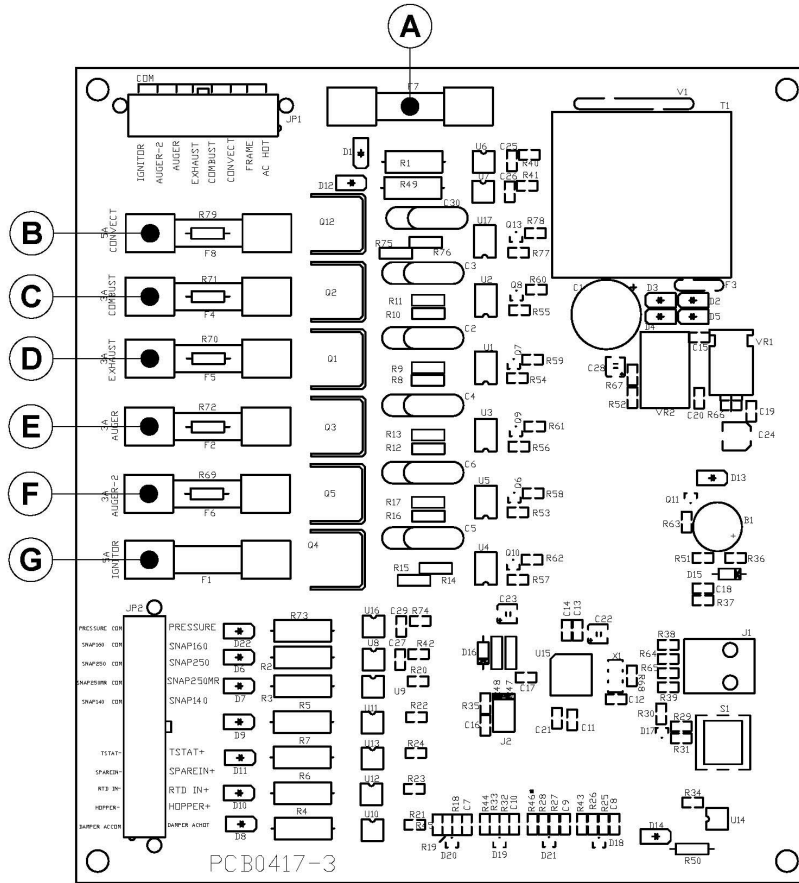 A
COM
F7
V1
T1
JP1
IGNITOR
AUGER-2
AUGER
EXHAUST
COMBUST
CONVECT
FRAME
AC HOT
D1
R1
U6
C25
R40
D12
R49
U7
C26
R41
B
5A
CONVECT
R79
F8
Q12
C30
R75
R76
U17
Q13
R78
R77
C
3A
COMBUST
R71
F4
Q2
C3
R11
R10
U2
Q8
R60
R55
C1
+
F3
D3
D2
D4
D5
D
3A
EXHAUST
R70
F5
Q1
C2
R9
R8
U1
Q7
R59
R54
C28
R67
R52
VR2
C15
VR1
C20
R66
C19
C24
E
3A
AUGER
R72
F2
Q3
C4
R13
R12
U3
Q9
R61
R56
F
3A
AUGER-2
R69
F6
Q5
C6
R17
R16
U5
Q6
R58
R53
D13
Q11
R63
B1
+
R51
R36
G
5A
IGNITOR
F1
Q4
C5
R15
R14
U4
Q10
R62
R57
D15
C18
R37
JP2
PRESSURE COM
SNAP160 COM
SNAP250 COM
SNAP250MR COM
SNAP140 COM
TSTAT-
SPAREIN-
RTD IN-
HOPPER-
DAMPER ACCOM
PRESSURE
SNAP160
SNAP250
SNAP250MR
SNAP140
TSTAT+
SPAREIN+
RTD IN+
HOPPER+
DAMPER ACHOT
D22
D6
D7
D9
D11
D10
D8
R73
R2
R3
R5
R7
R6
R4
U16
U8
U9
U11
U13
U12
U10
C29
R74
C27
R42
R20
R22
R24
R23
R21
R45
C23
D16
R48
R47
R35
C16
J2
C17
U15
C14
C13
C22
X1
R68
C12
C21
C11
R38
R64
R65
R39
J1
R30
D17
R29
R31
S1
R18
C7
R19
D20
R44
R33
R32
C10
D19
R46*
R28
R27
C9
D21
R43
R26
R25
C8
D18
R34
U14
D14
R50
PCB0417-3